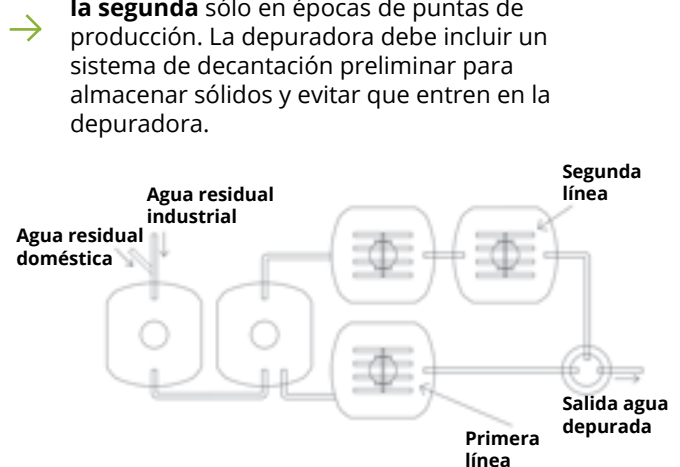 la segunda sólo en épocas de puntas de
producción. La depuradora debe incluir un
sistema de decantación preliminar para
almacenar sólidos y evitar que entren en la
depuradora.
Segunda
línea
Agua residual
industrial
Agua residual
doméstica
Salida agua
depurada
Primera
línea